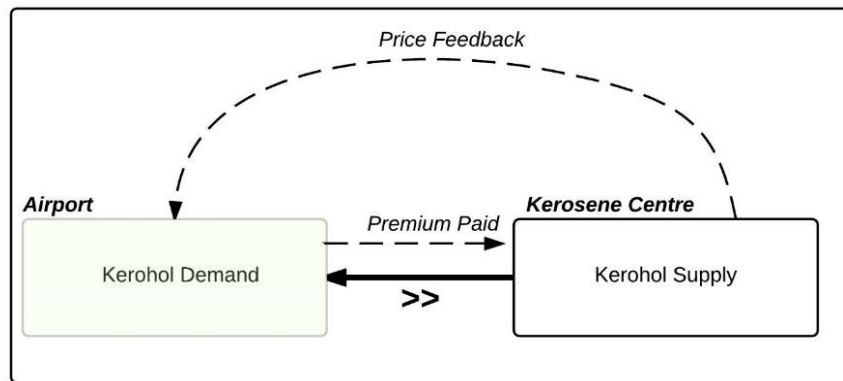 Price Feedback
Airport
Kerosene Centre
Premium Paid
Kerohol Demand
Kerohol Supply
>>